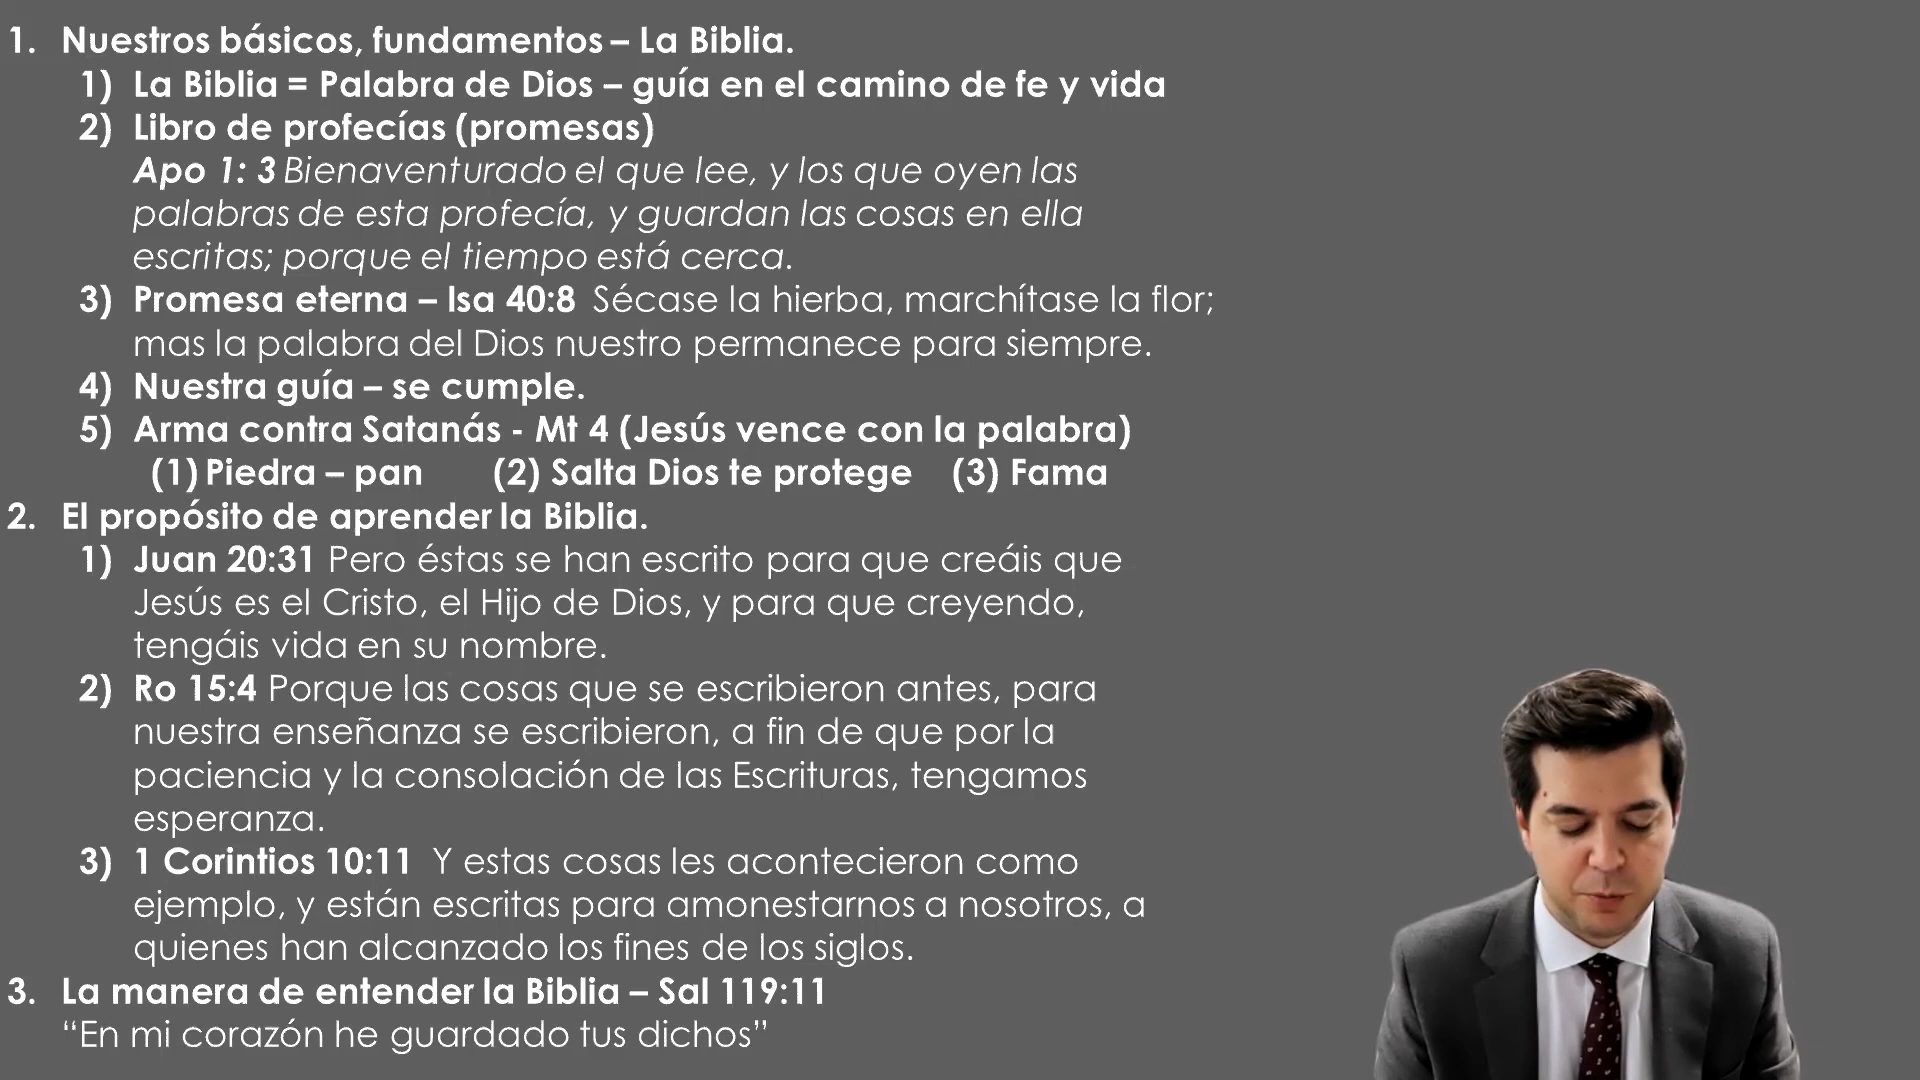 1. Nuestros básicos, fundamentos – La Biblia.
1) La Biblia = Palabra de Dios – guía en el camino de fe y vida
2) Libro de profecías (promesas)
Apo 1: 3 Bienaventurado el que lee, y los que oyen las
palabras de esta profecía, y guardan las cosas en ella
escritas; porque el tiempo está cerca.
3) Promesa eterna – Isa 40:8 Sécase la hierba, marchítase la flor;
mas la palabra del Dios nuestro permanece para siempre.
4) Nuestra guía – se cumple.
5) Arma contra Satanás - Mt 4 (Jesús vence con la palabra)
(1) Piedra – pan (2) Salta Dios te protege (3) Fama
2. El propósito de aprender la Biblia.
1) Juan 20:31 Pero éstas se han escrito para que creáis que
Jesús es el Cristo, el Hijo de Dios, y para que creyendo,
tengáis vida en su nombre.
2) Ro 15:4 Porque las cosas que se escribieron antes, para
nuestra enseñanza se escribieron, a fin de que por la
paciencia y la consolación de las Escrituras, tengamos
esperanza.
3) 1 Corintios 10:11 Y estas cosas les acontecieron como
ejemplo, y están escritas para amonestarnos a nosotros, a
quienes han alcanzado los fines de los siglos.
3. La manera de entender la Biblia – Sal 119:11
“En mi corazón he guardado tus dichos”